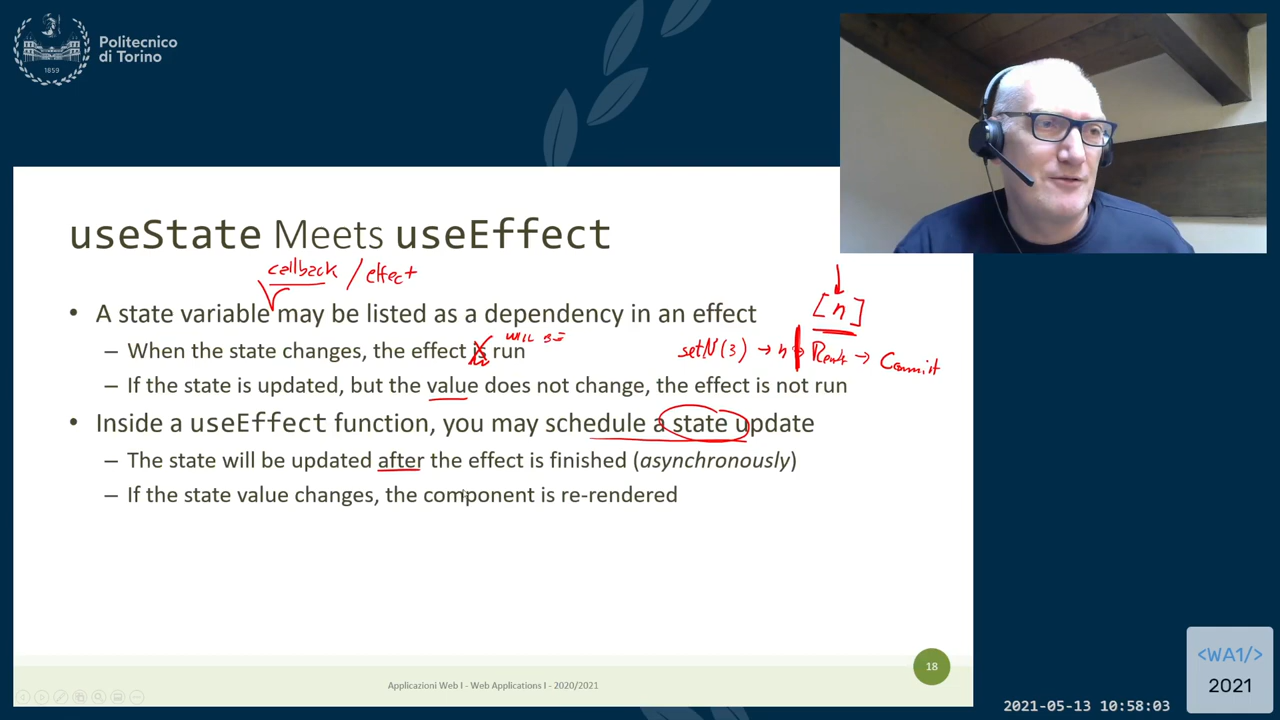 Politecnico
di Torino
1859
useState Meets useEffect
callback / effect
[n]
A state variable may be listed as a dependency in an effect
WILL BE
– When the state changes, the effect is run
setN(3) → n → → Commit
– If the state is updated, but the value does not change, the effect is not run
Inside a useEffect function, you may schedule a state update
– The state will be updated after the effect is finished (asynchronously)
– If the state value changes, the component is re-rendered
18
Applicazioni Web I - Web Applications I - 2020/2021
<WA1/>
2021
2021-05-13 10:58:03